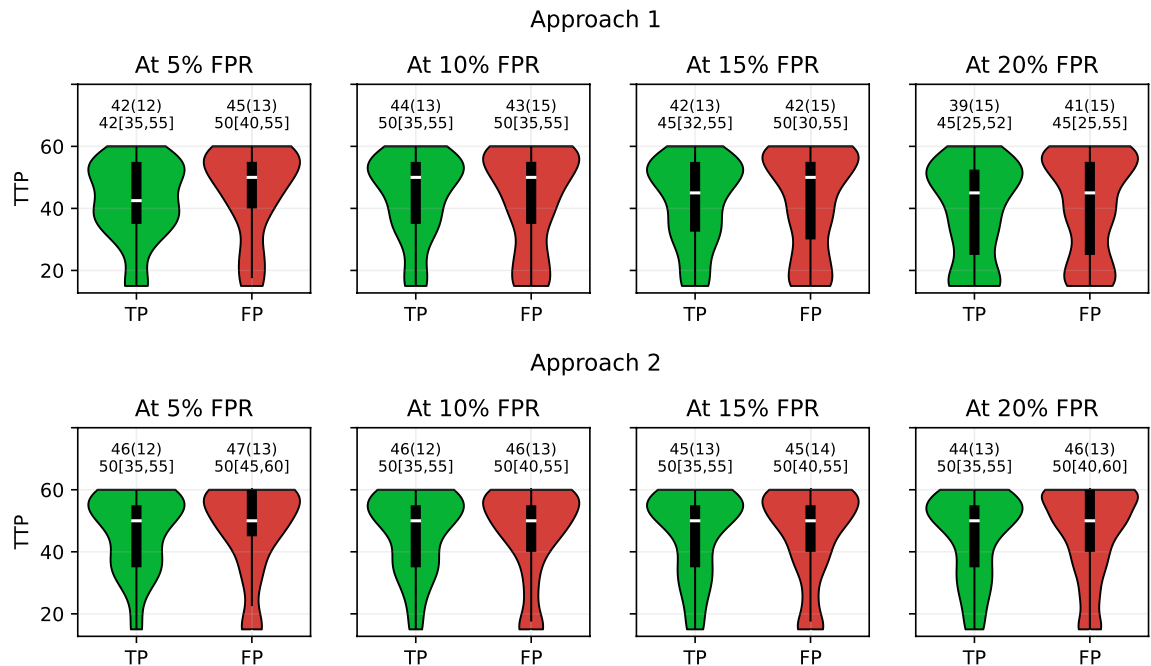 Approach 1
At 5% FPR
At 10% FPR
At 15% FPR
At 20% FPR
42(12)
42[35,55]
45(13)
50[40,55]
44(13)
50[35,55]
43(15)
50[35,55]
42(13)
45[32,55]
42(15)
50[30,55]
39(15)
45[25,52]
41(15)
45[25,55]
TTP
60
40
20
TP
FP
TP
FP
TP
FP
TP
FP
Approach 2
At 5% FPR
At 10% FPR
At 15% FPR
At 20% FPR
46(12)
50[35,55]
47(13)
50[45,60]
46(12)
50[35,55]
46(13)
50[40,55]
45(13)
50[35,55]
45(14)
50[40,55]
44(13)
50[35,55]
46(13)
50[40,60]
TTP
60
40
20
TP
FP
TP
FP
TP
FP
TP
FP